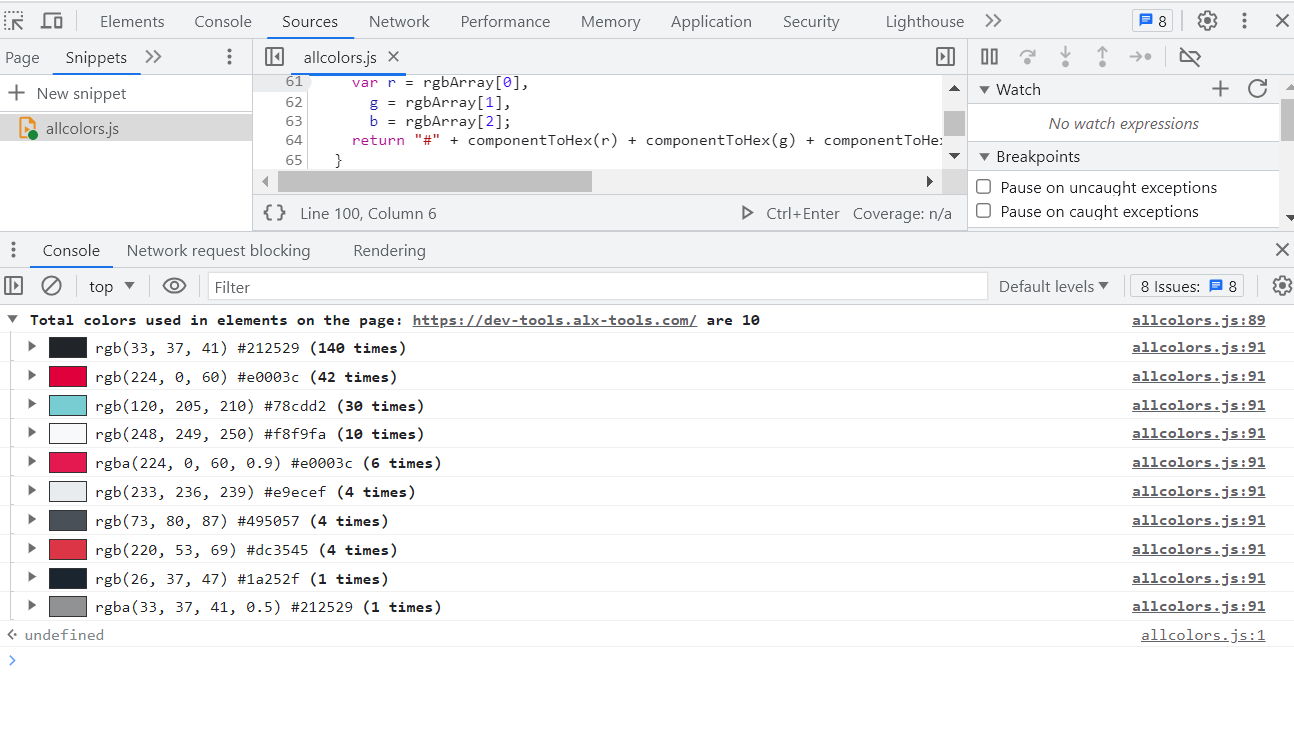 Elements Console Sources Network Performance Memory Application Security Lighthouse 8
Page Snippets
allcolors.js
New snippet
allcolors.js
61 var r = rgbArray[0],
62 g = rgbArray[1],
63 b = rgbArray[2];
64 return "#" + componentToHex(r) + componentToHex(g) + componentToHe
65 }
{} Line 100, Column 6 Ctrl+Enter Coverage: n/a
Watch
No watch expressions
Breakpoints
Pause on uncaught exceptions
Pause on caught exceptions
Console Network request blocking Rendering
top Filter Default levels 8 Issues: 8
Total colors used in elements on the page: https://dev-tools.alx-tools.com/ are 10 allcolors.js:89
rgb(33, 37, 41) #212529 (140 times) allcolors.js:91
rgb(224, 0, 60) #e0003c (42 times) allcolors.js:91
rgb(120, 205, 210) #78cdd2 (30 times) allcolors.js:91
rgb(248, 249, 250) #f8f9fa (10 times) allcolors.js:91
rgba(224, 0, 60, 0.9) #e0003c (6 times) allcolors.js:91
rgb(233, 236, 239) #e9ecef (4 times) allcolors.js:91
rgb(73, 80, 87) #495057 (4 times) allcolors.js:91
rgb(220, 53, 69) #dc3545 (4 times) allcolors.js:91
rgb(26, 37, 47) #1a252f (1 times) allcolors.js:91
rgba(33, 37, 41, 0.5) #212529 (1 times) allcolors.js:91
undefined allcolors.js:1